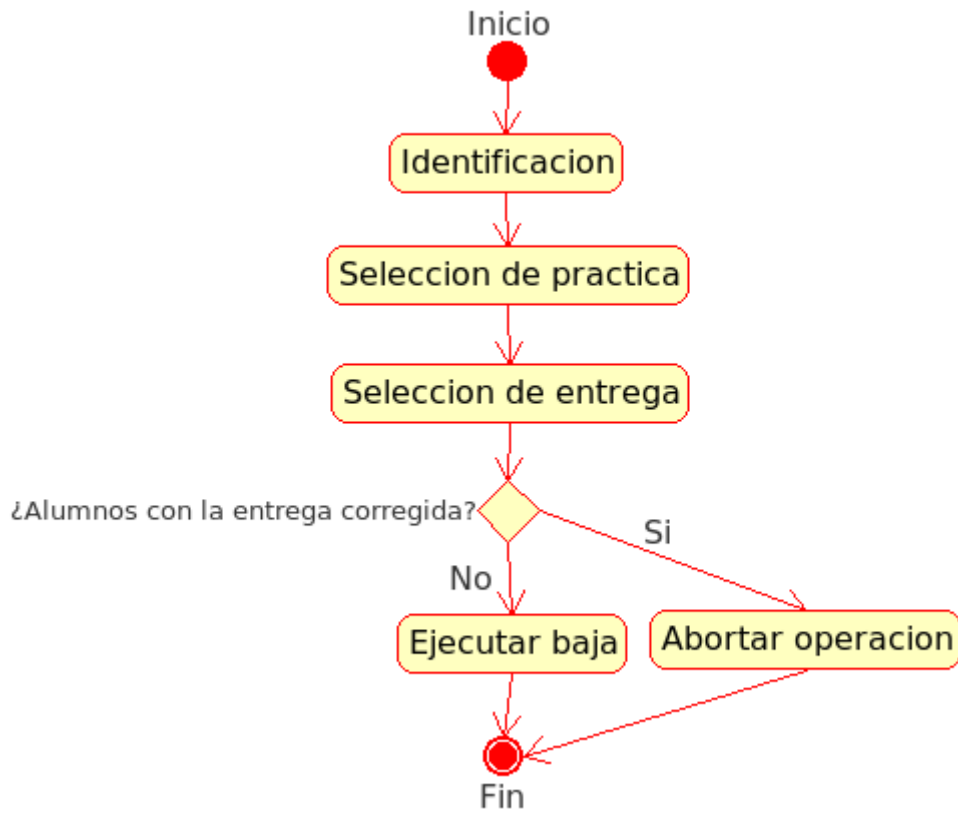 Inicio
Identificacion
Seleccion de practica
Seleccion de entrega
¿Alumnos con la entrega corregida?
Si
No
Ejecutar baja
Abortar operacion
Fin